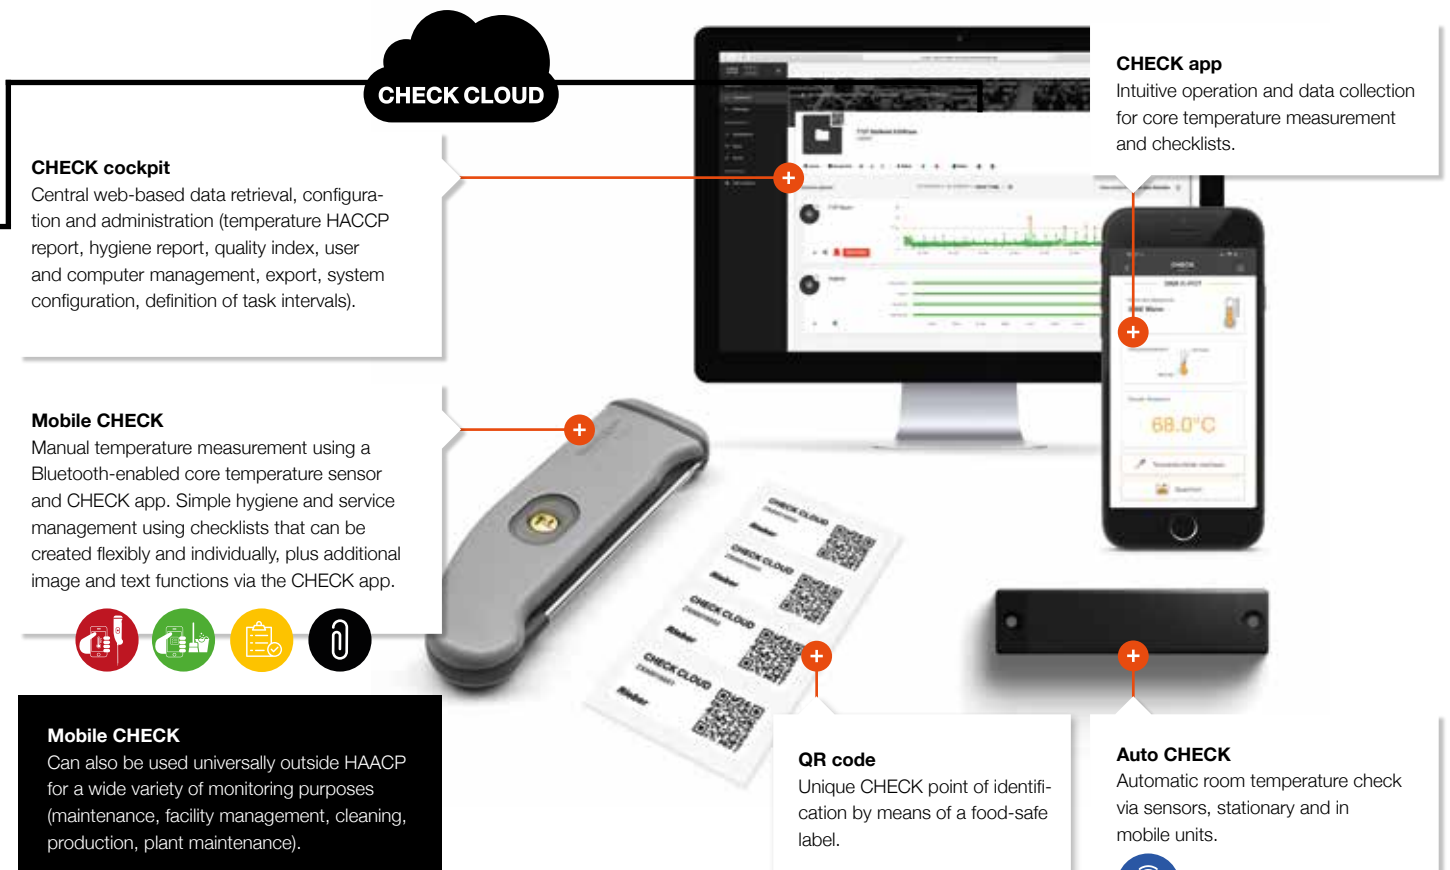 CHECK CLOUD
CHECK app
Intuitive operation and data collection
for core temperature measurement
and checklists.
CHECK cockpit
Central web-based data retrieval, configura-
tion and administration (temperature HACCP
report, hygiene report, quality index, user
and computer management, export, system
configuration, definition of task intervals).
Mobile CHECK
Manual temperature measurement using a
Bluetooth-enabled core temperature sensor
and CHECK app. Simple hygiene and service
management using checklists that can be
created flexibly and individually, plus additional
image and text functions via the CHECK app.
CHECK
68.0°C
CHECK CLOUD
Rieber
CHECK CLOUD
Rieber
CHECK CLOUD
Rieber
CHECK CLOUD
Rieber
Mobile CHECK
Can also be used universally outside HAACP
for a wide variety of monitoring purposes
(maintenance, facility management, cleaning,
production, plant maintenance).
QR code
Unique CHECK point of identifi-
cation by means of a food-safe
label.
Auto CHECK
Automatic room temperature check
via sensors, stationary and in
mobile units.